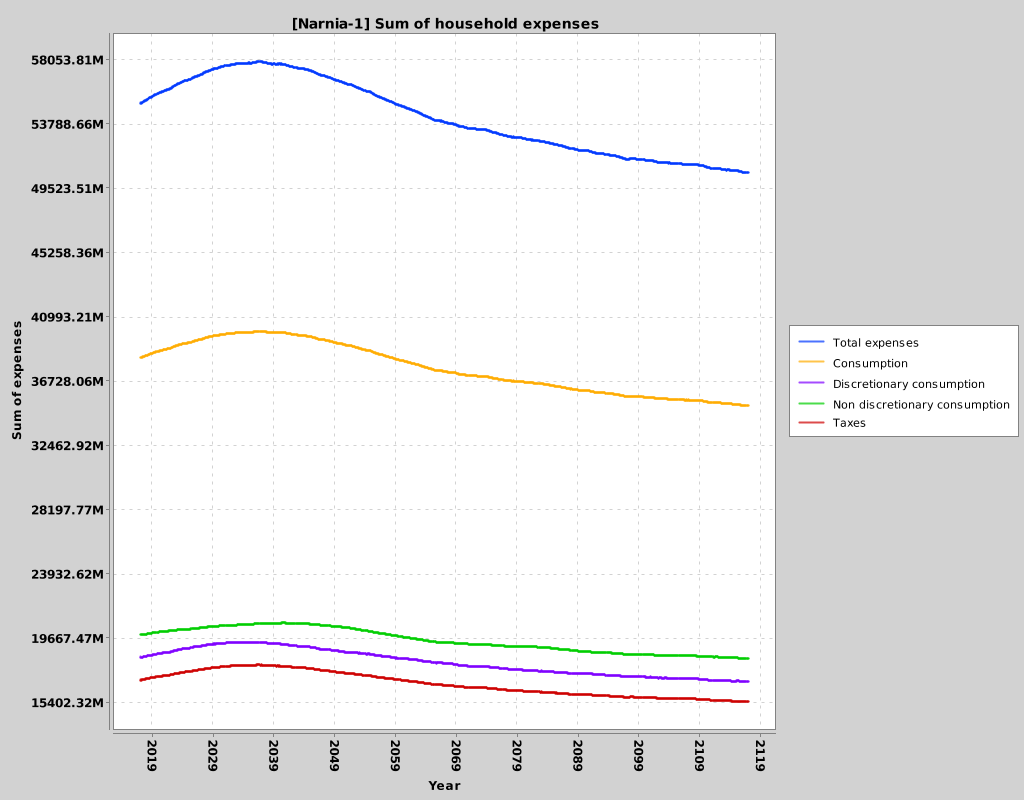 [Narnia-1] Sum of household expenses
58053.81M
53788.66M
49523.51M
45258.36M
40993.21M
36728.06M
32462.92M
28197.77M
23932.62M
19667.47M
15402.32M
Sum of expenses
2019
2029
2039
2049
2059
2069
2079
2089
2099
2109
2119
Year
Total expenses
Consumption
Discretionary consumption
Non discretionary consumption
Taxes